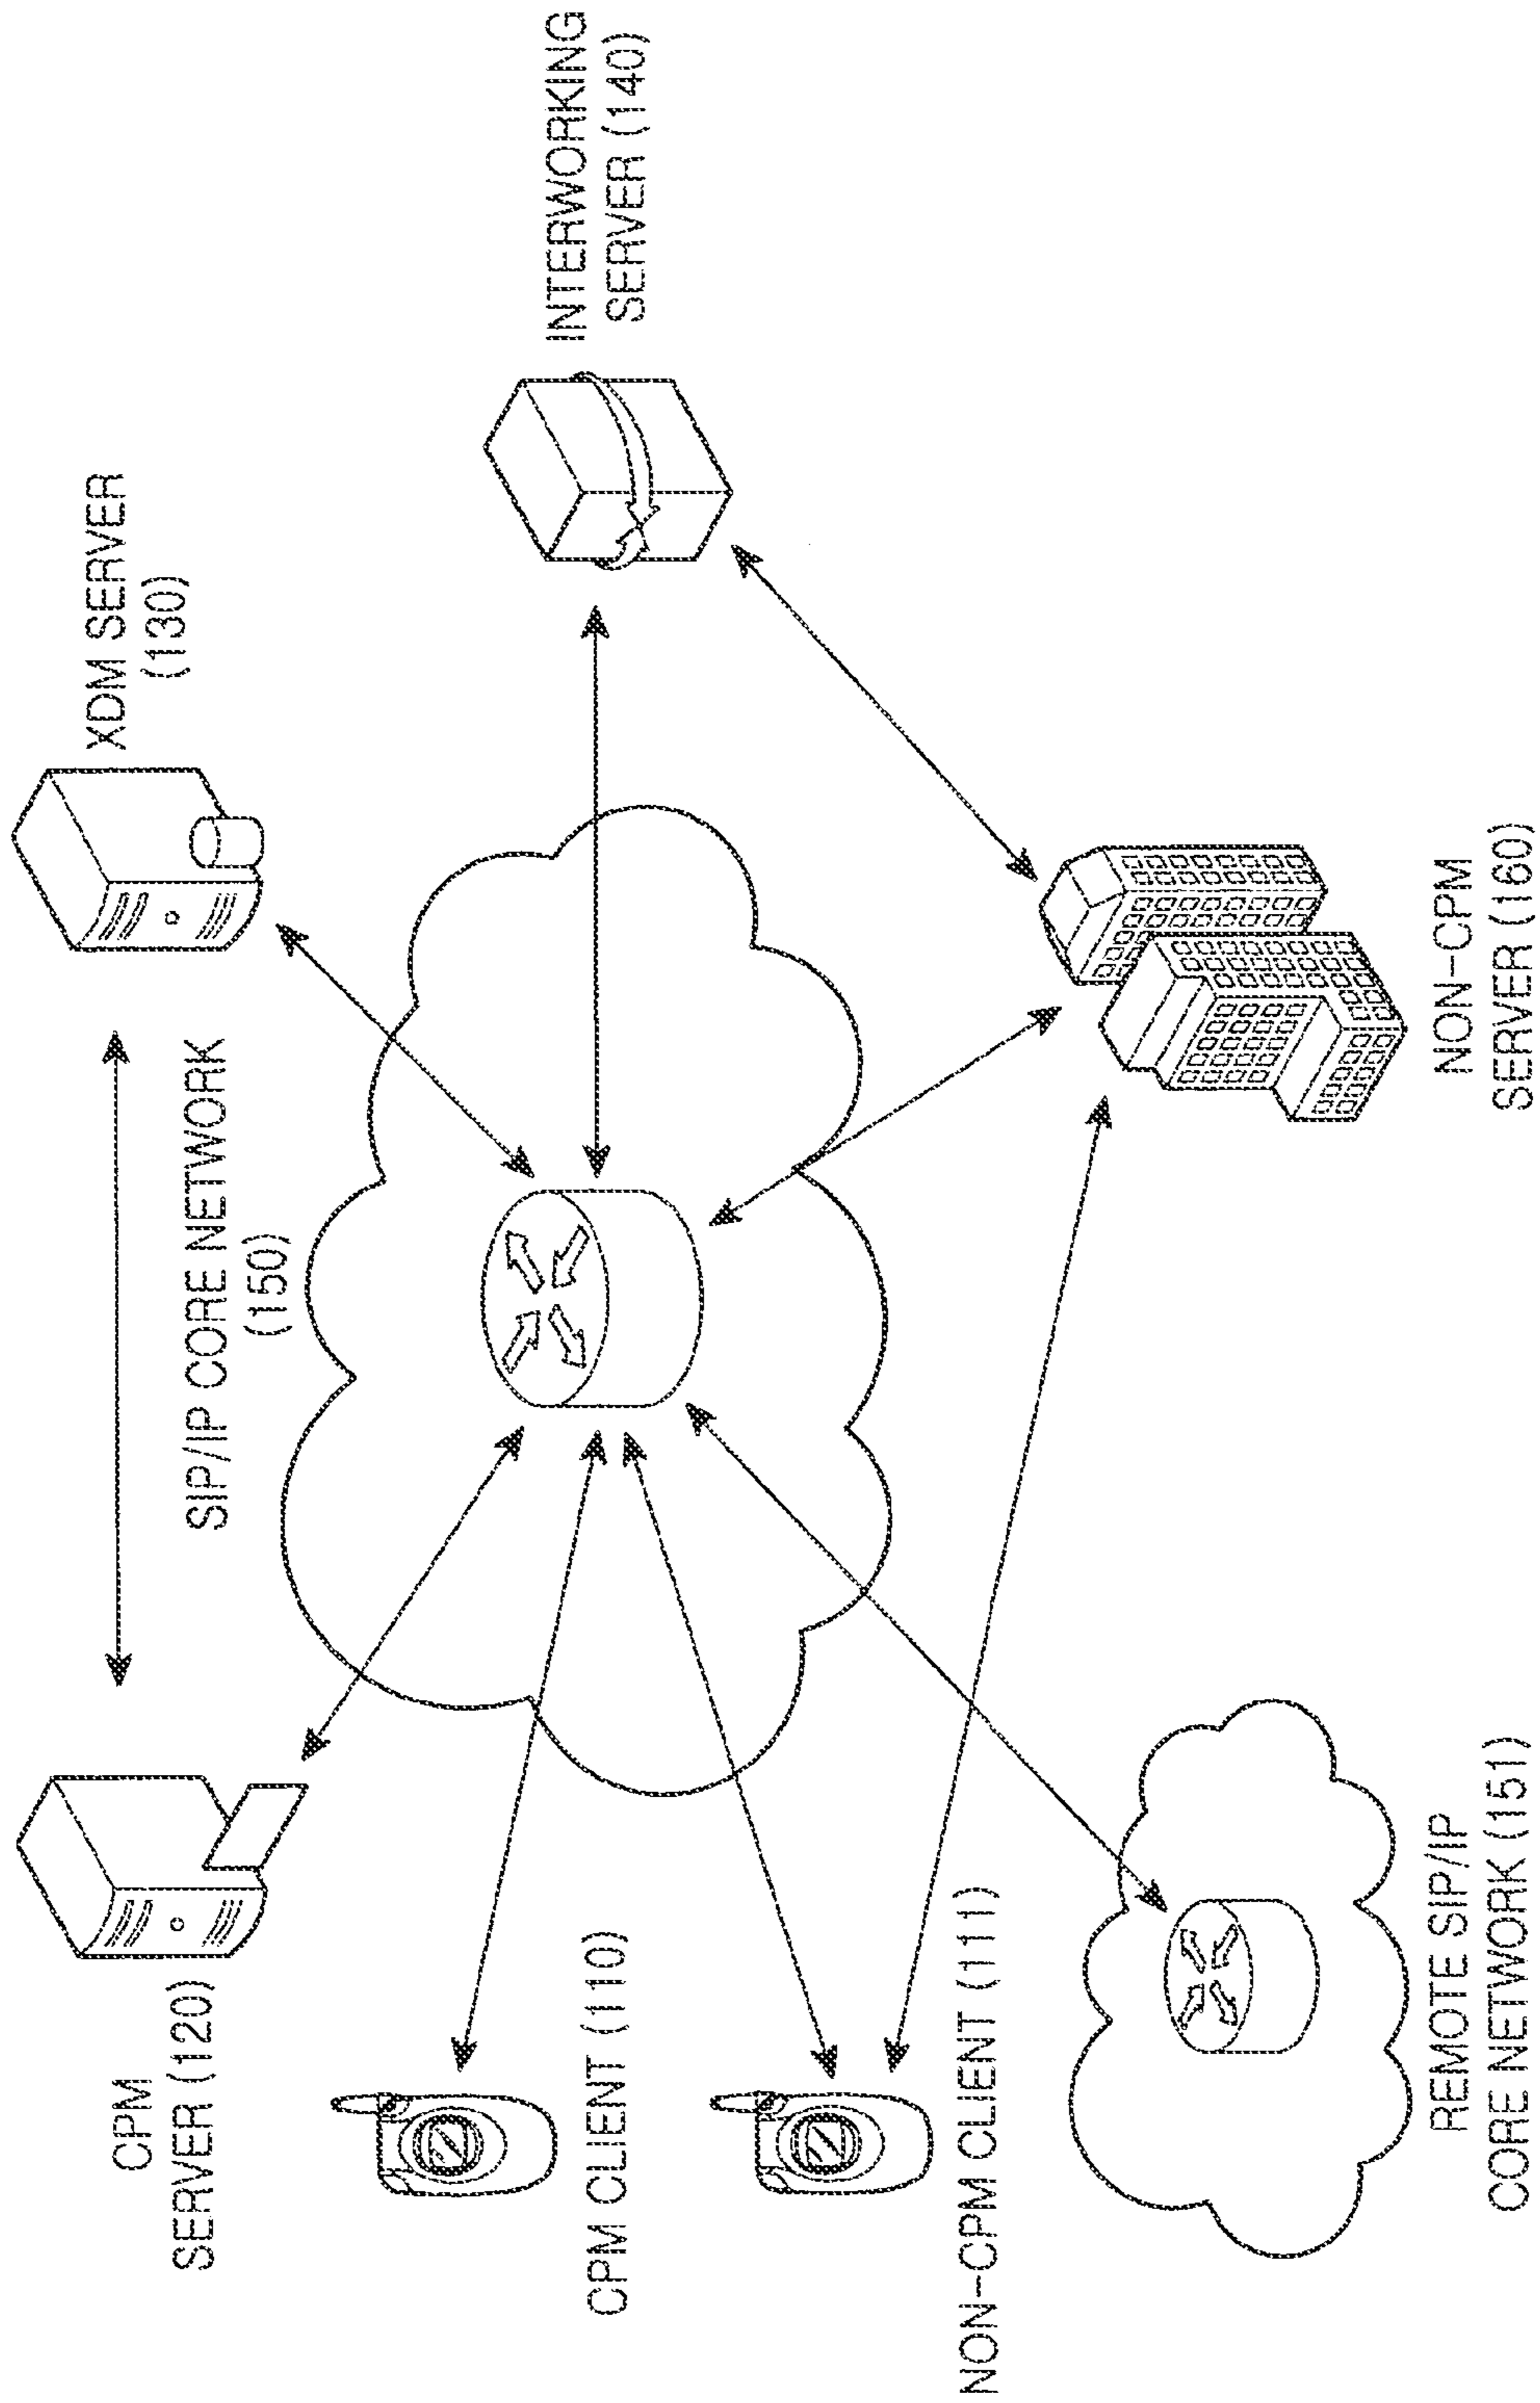 CPM
SERVER (120)
XDM SERVER
(130)
SIP/IP CORE NETWORK
(150)
INTERWORKING
SERVER (140)
CPM CLIENT (110)
NON-CPM CLIENT (111)
REMOTE SIP/IP
CORE NETWORK (151)
NON-CPM
SERVER (160)